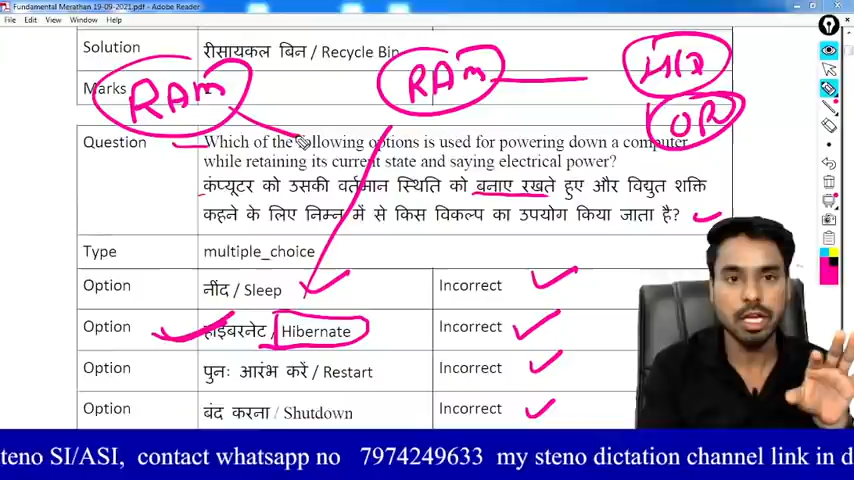 Fundamental Merathan 19-09-2021.pdf - Adobe Reader
File Edit View Window Help
Solution रीसायकल बिन / Recycle Bin
Marks
RAM RAM
OR
Question Which of the following options is used for powering down a computer
while retaining its current state and saying electrical power?
कंप्यूटर को उसकी वर्तमान स्थिति को बनाए रखते हुए और विद्युत शक्ति
कहने के लिए निम्न में से किस विकल्प का उपयोग किया जाता है?
Type multiple_choice
Option नींद / Sleep Incorrect
Option हाईबरनेट / Hibernate Incorrect
Option पुनः आरंभ करें / Restart Incorrect
Option बंद करना / Shutdown Incorrect
steno SI/ASI, contact whatsapp no 7974249633 my steno dictation channel link in d